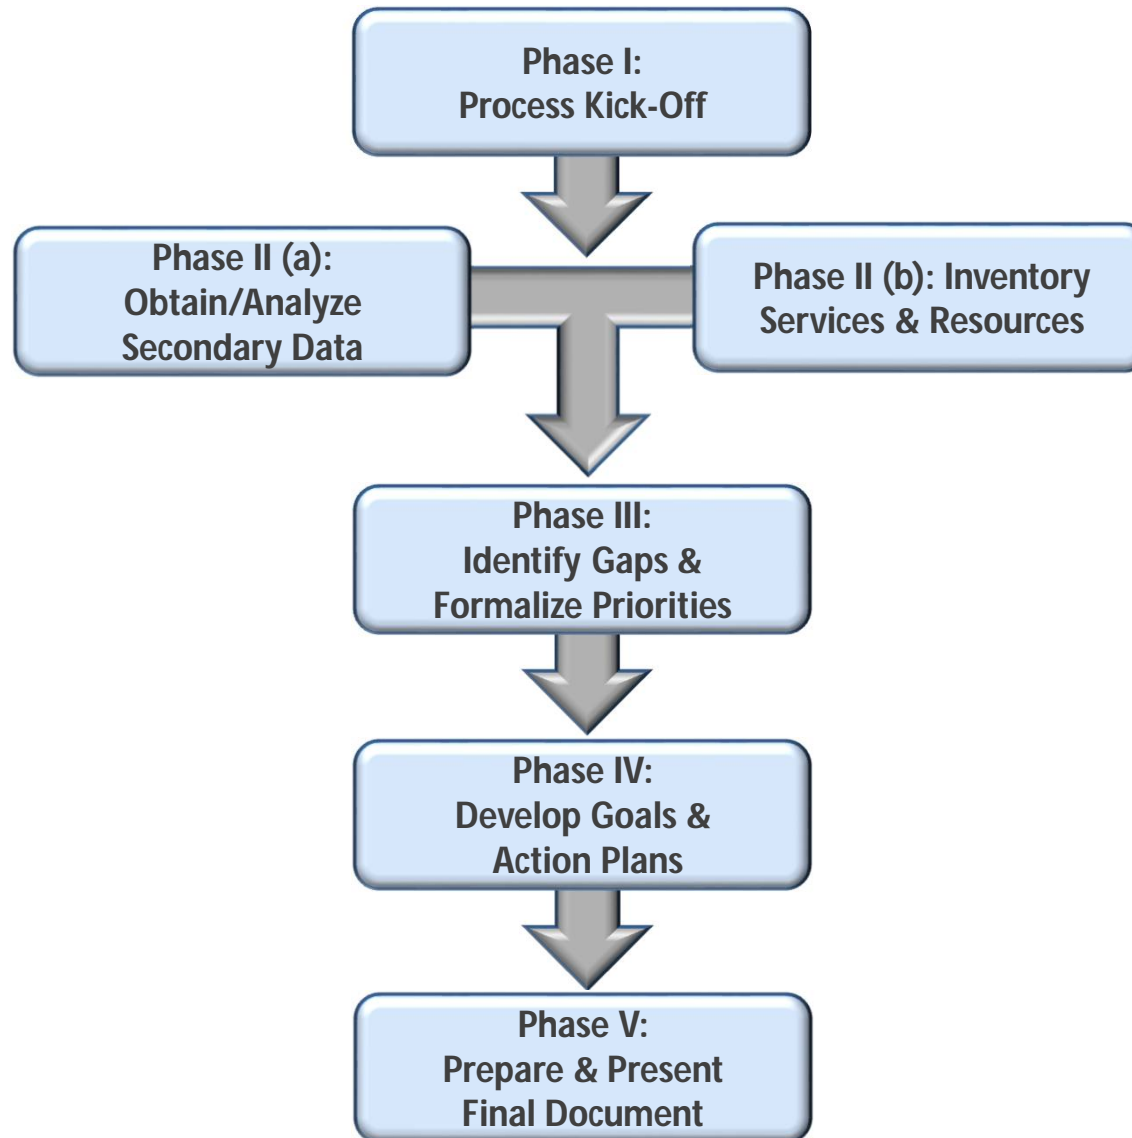 Phase I:
Process Kick-Off
Phase II (a):
Obtain/Analyze
Secondary Data
Phase II (b): Inventory
Services & Resources
Phase III:
Identify Gaps &
Formalize Priorities
Phase IV:
Develop Goals &
Action Plans
Phase V:
Prepare & Present
Final Document